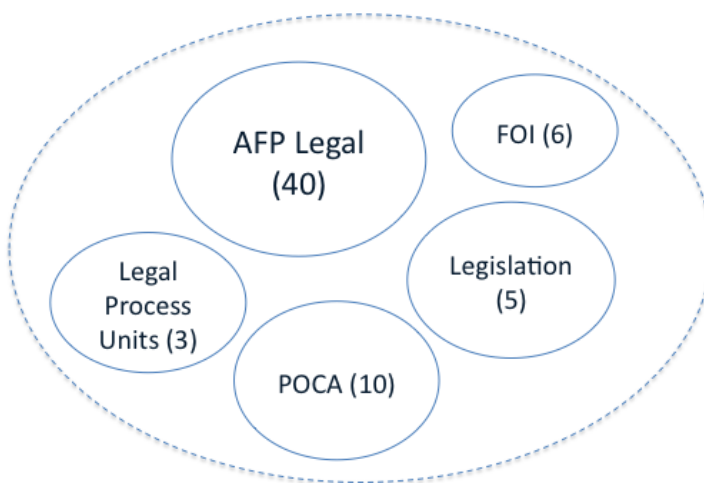 AFP Legal
(40)
FOI (6)
Legislation
(5)
Legal
Process
Units (3)
POCA (10)